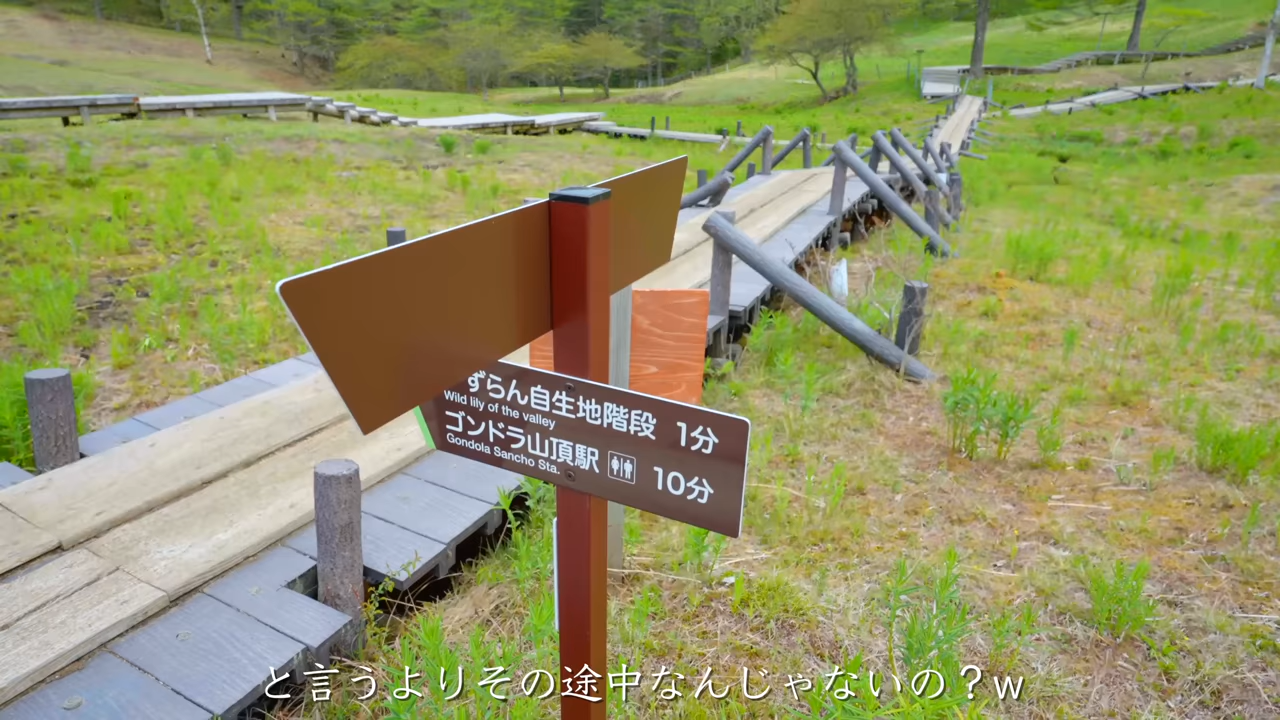 ずらん自生地階段 1分
Wild lily of the valley
ゴンドラ山頂駅 10分
Gondola Sancho Sta.
と言うよりその途中なんじゃないの？w